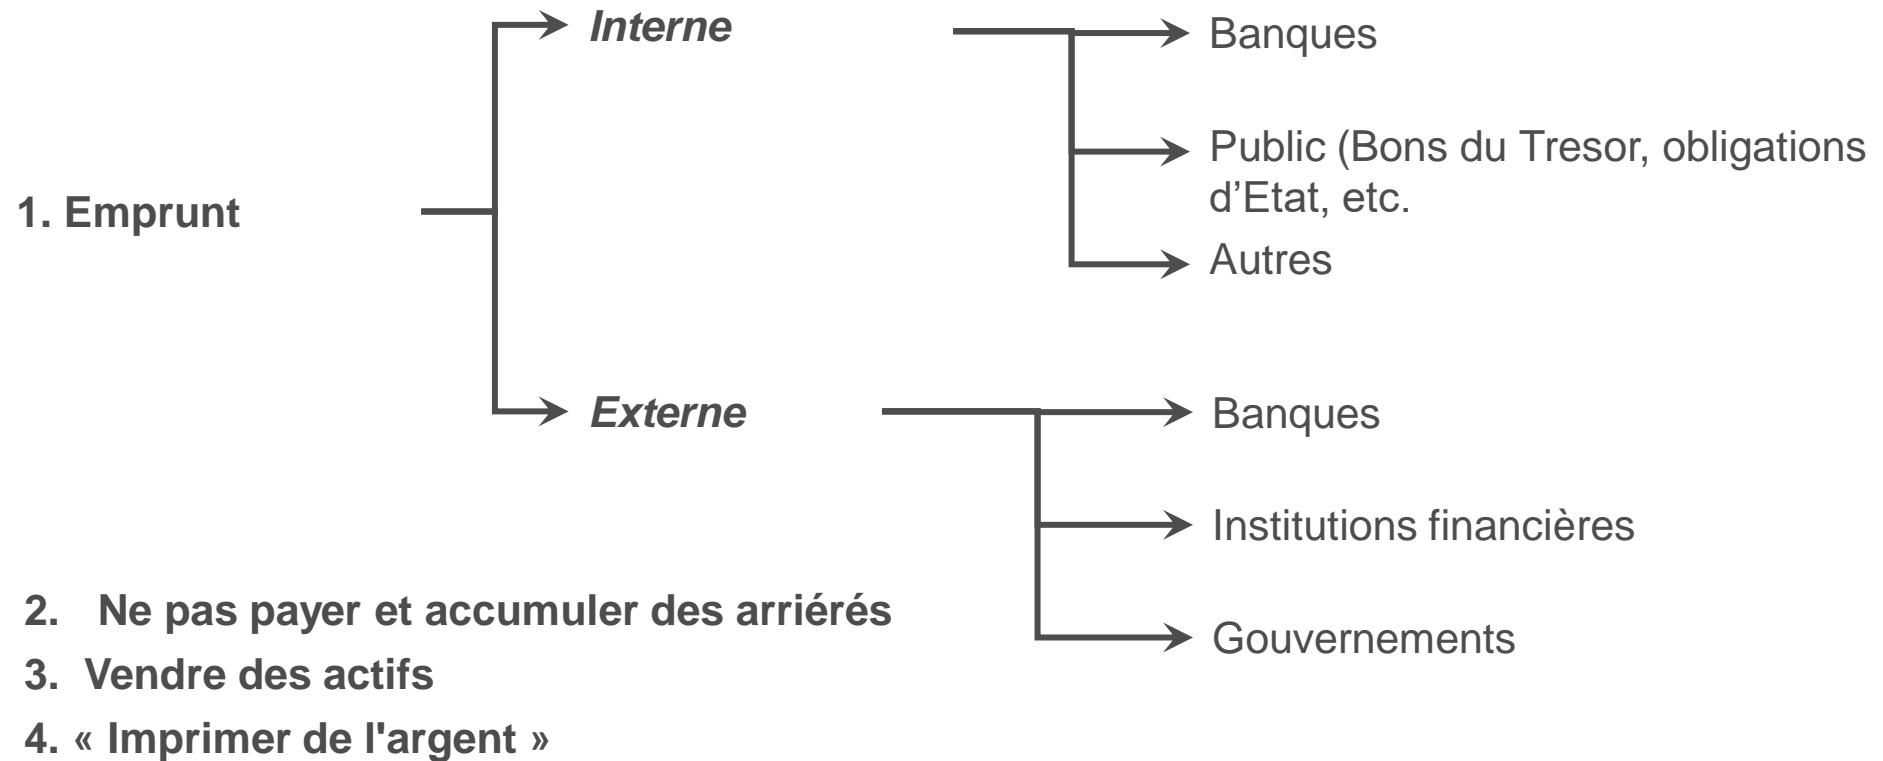 1. Emprunt
Interne
Banques
Public (Bons du Tresor, obligations
d’Etat, etc.
Autres
Externe
Banques
Institutions financières
Gouvernements
2. Ne pas payer et accumuler des arriérés
3. Vendre des actifs
4. « Imprimer de l'argent »